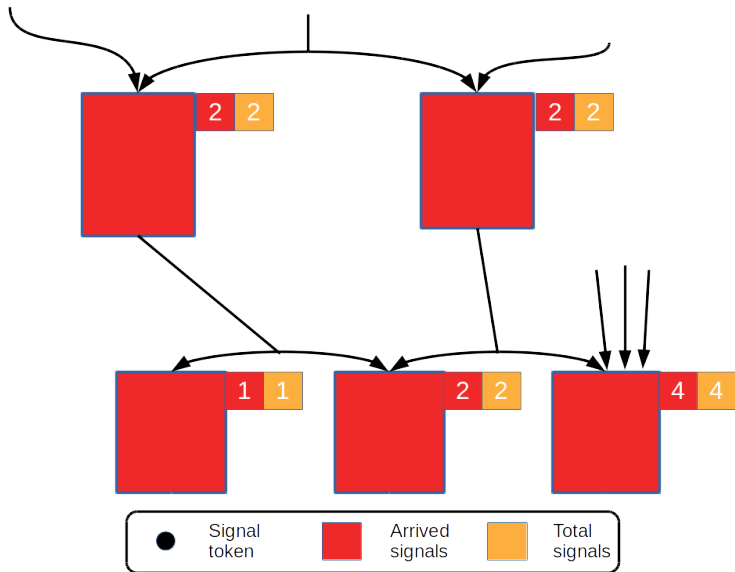 2 2
2 2
1 1
2 2
4 4
Signal
token
Arrived
signals
Total
signals